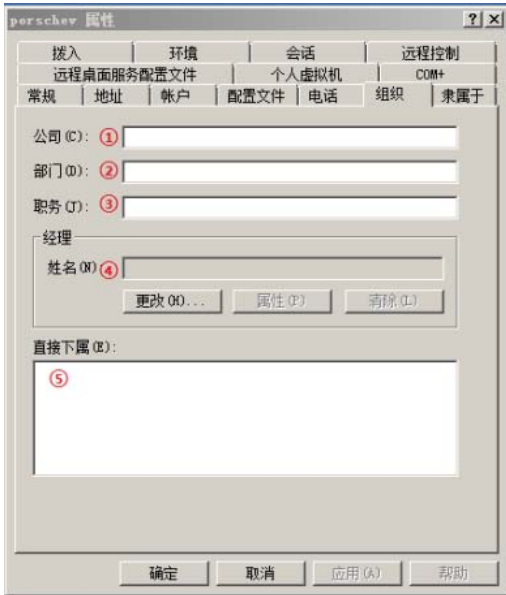 porschev 属性
拨入 环境 会话 远程控制
远程桌面服务配置文件 个人虚拟机 COM+
常规 地址 帐户 配置文件 电话 组织 隶属于
公司(C): ①
部门(D): ②
职务(J): ③
经理
姓名(N) ④
更改(H)... 属性(P) 清除(L)
直接下属(E):
⑤
确定 取消 应用(A) 帮助